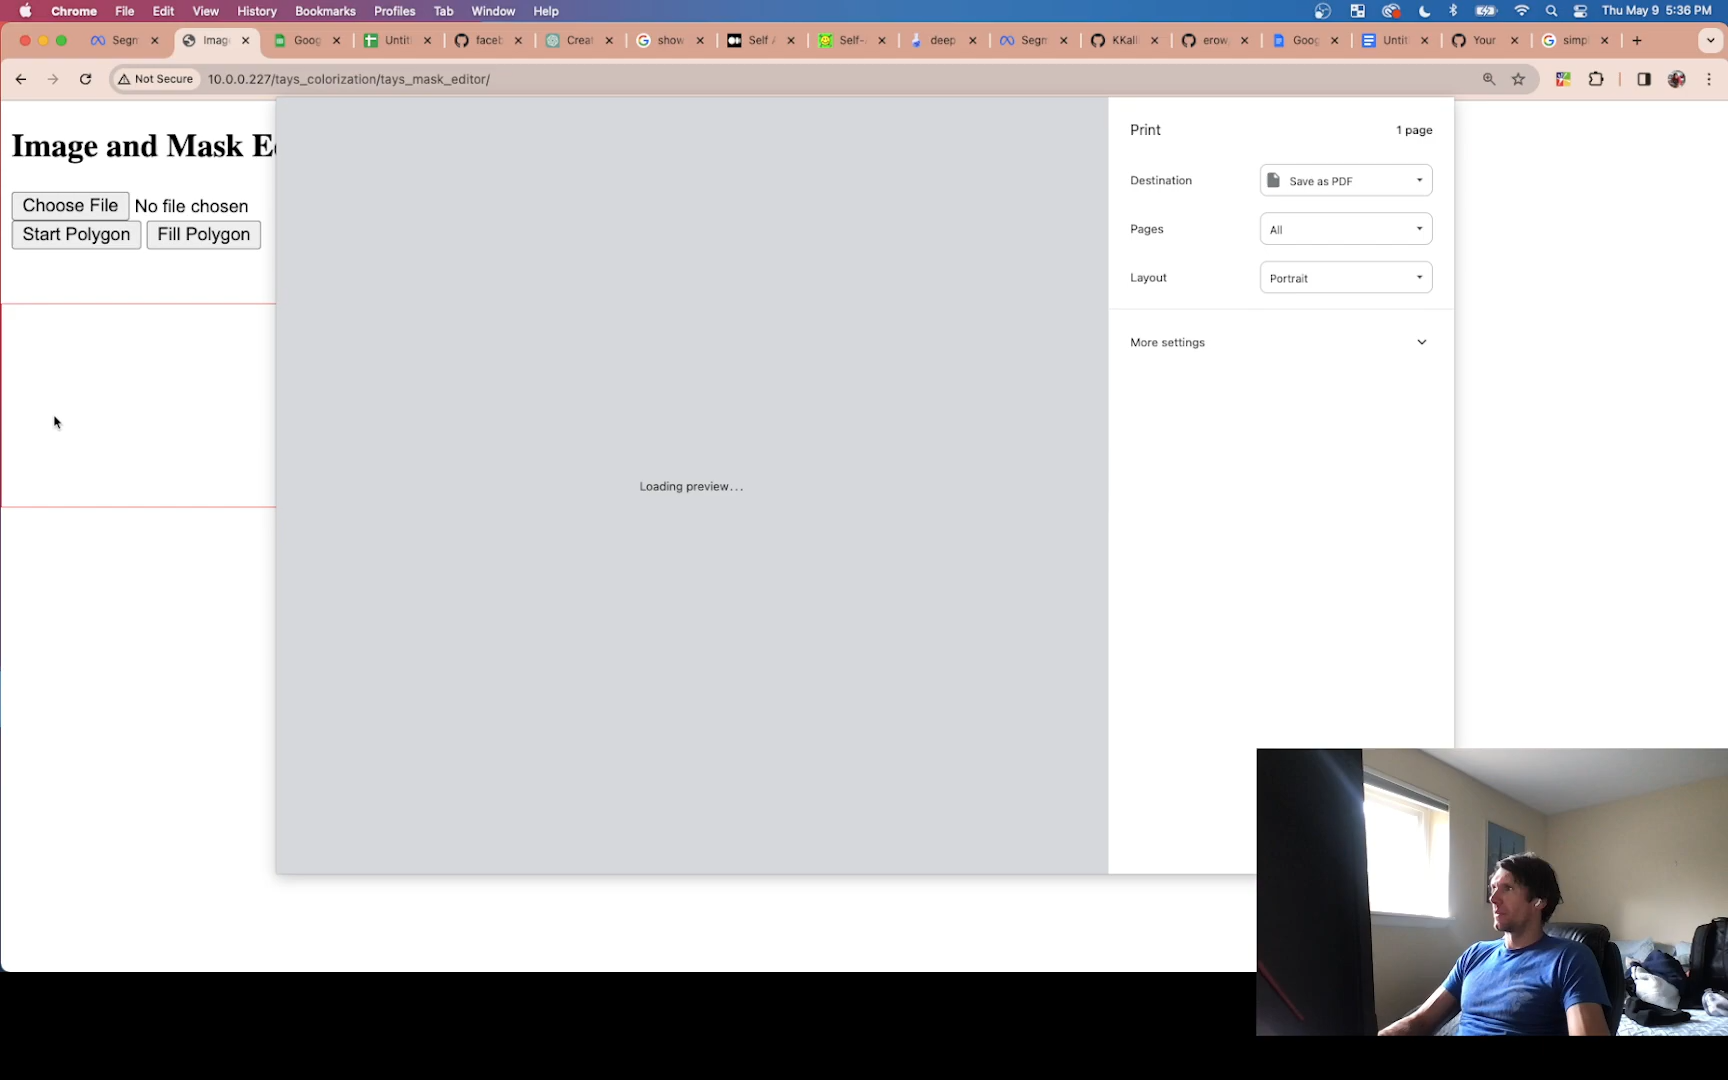 Chrome File Edit View History Bookmarks Profiles Tab Window Help Thu May 9 5:36 PM
Segn Imag Goog Untit faceb Creat show Self A Self- deep Segn KKall erow Goog Untit Your simp
Not Secure 10.0.0.227/tays_colorization/tays_mask_editor/
Image and Mask E
Choose File No file chosen
Start Polygon Fill Polygon
Loading preview...
Print 1 page
Destination Save as PDF
Pages All
Layout Portrait
More settings